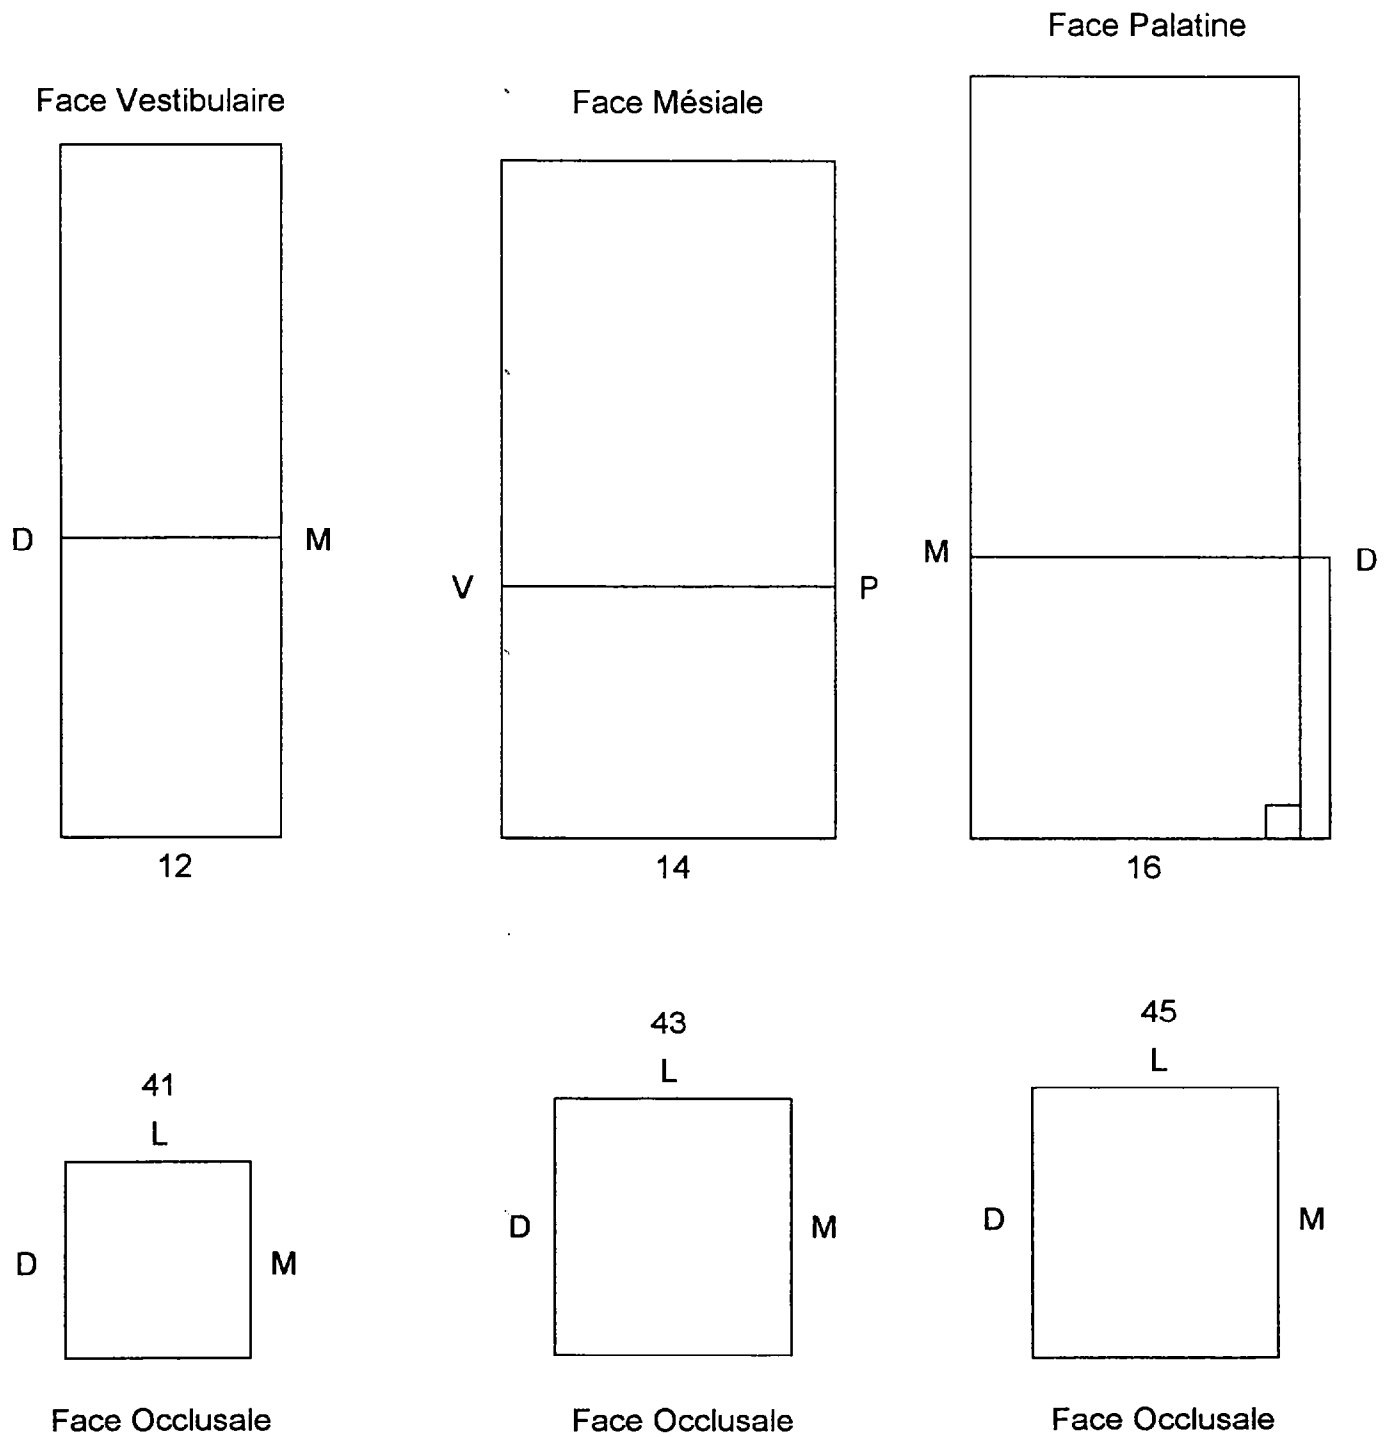 Face Vestibulaire
D
M
12
Face Mésiale
V
P
14
Face Palatine
M
D
16
41
L
D
M
Face Occlusale
43
L
D
M
Face Occlusale
45
L
D
M
Face Occlusale